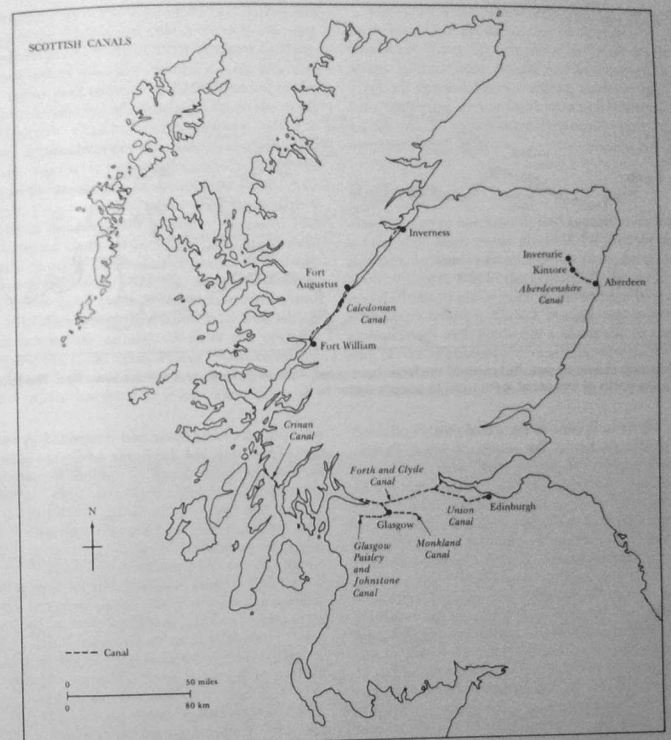 SCOTTISH CANALS
Inverness
Inverurie
Kintore
Aberdeen
Aberdeenshire
Canal
Fort
Augustus
Caledonian
Canal
Fort William
Crinan
Canal
Forth and Clyde
Canal
Union
Canal
Edinburgh
Glasgow
Monkland
Canal
Glasgow
Paisley
and
Johnstone
Canal
N
Canal
0
50 miles
0
80 km